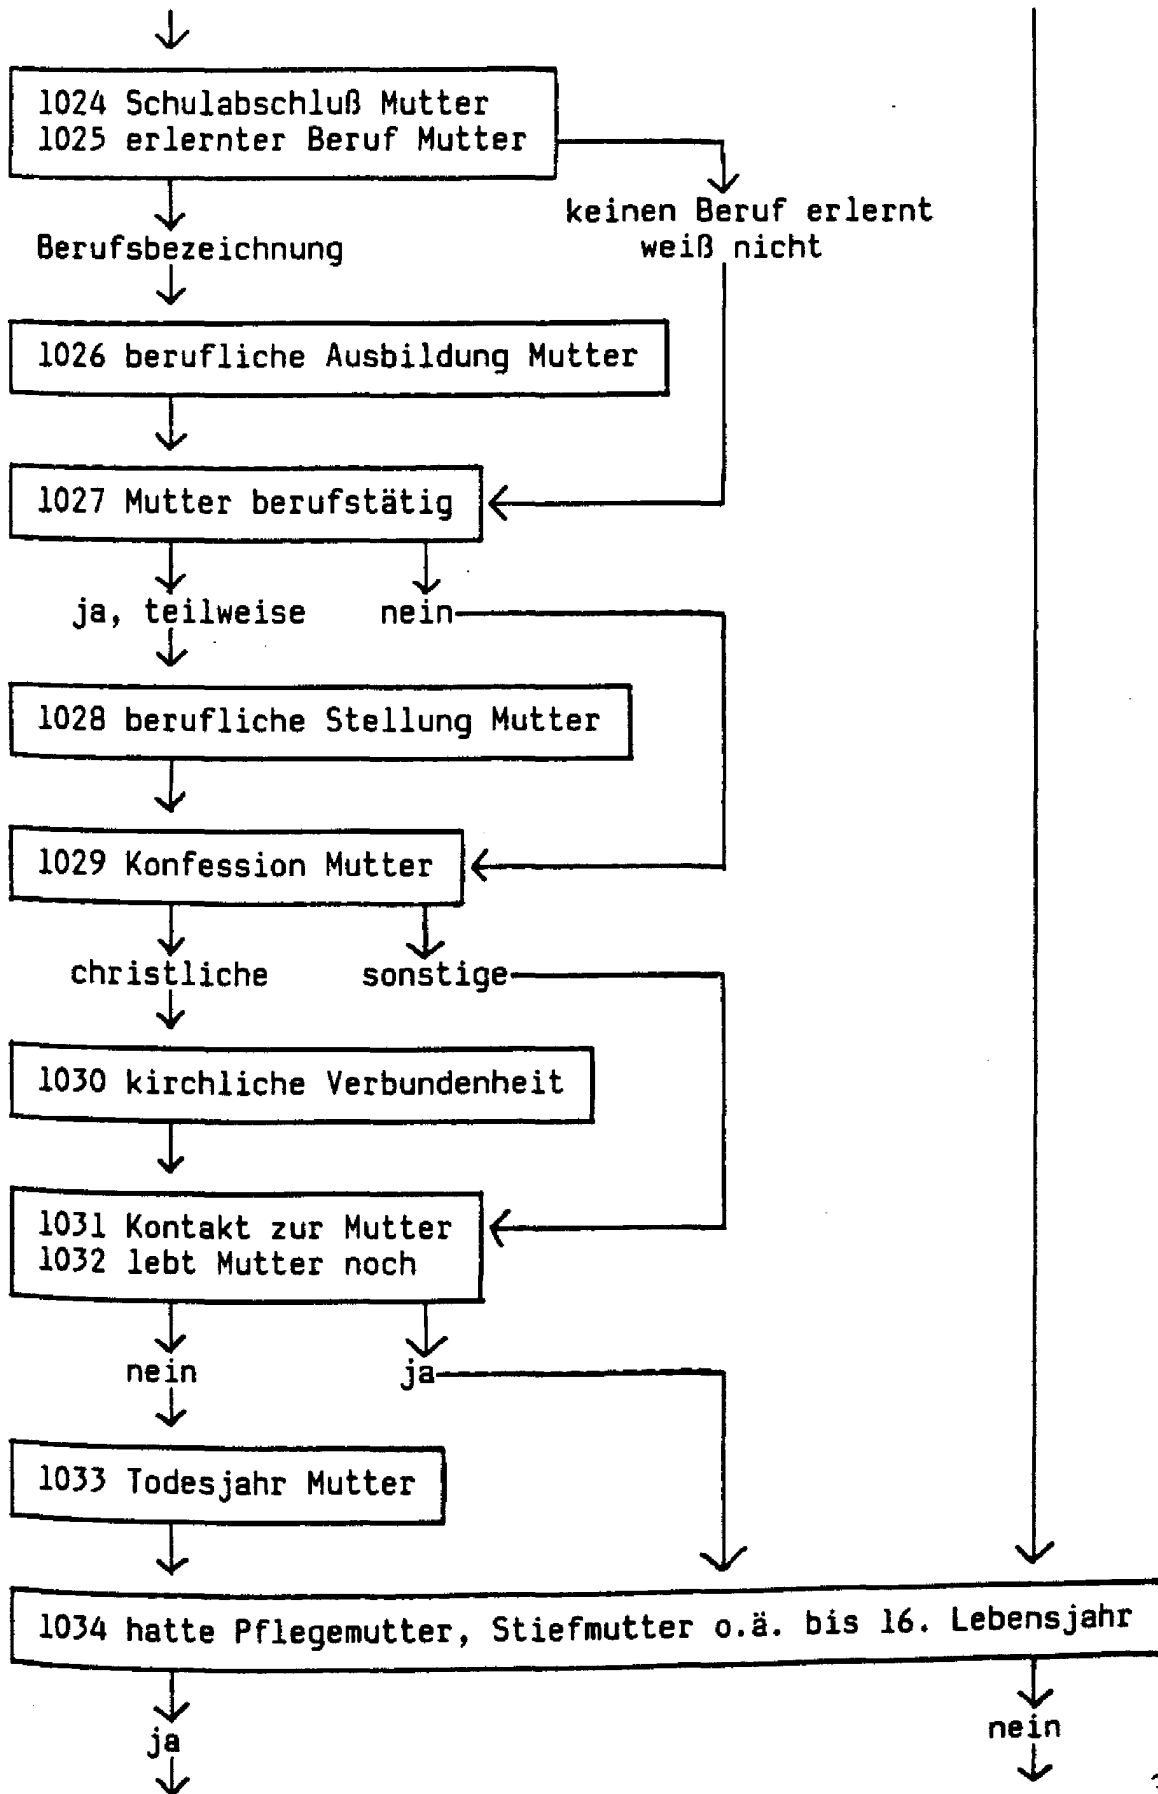 1024 Schulabschluß Mutter
1025 erlernter Beruf Mutter
keinen Beruf erlernt
weiß nicht
Berufsbezeichnung
1026 berufliche Ausbildung Mutter
1027 Mutter berufstätig
ja, teilweise nein
1028 berufliche Stellung Mutter
1029 Konfession Mutter
christliche sonstige
1030 kirchliche Verbundenheit
1031 Kontakt zur Mutter
1032 lebt Mutter noch
nein ja
1033 Todesjahr Mutter
1034 hatte Pflegemutter, Stiefmutter o.ä. bis 16. Lebensjahr
ja nein